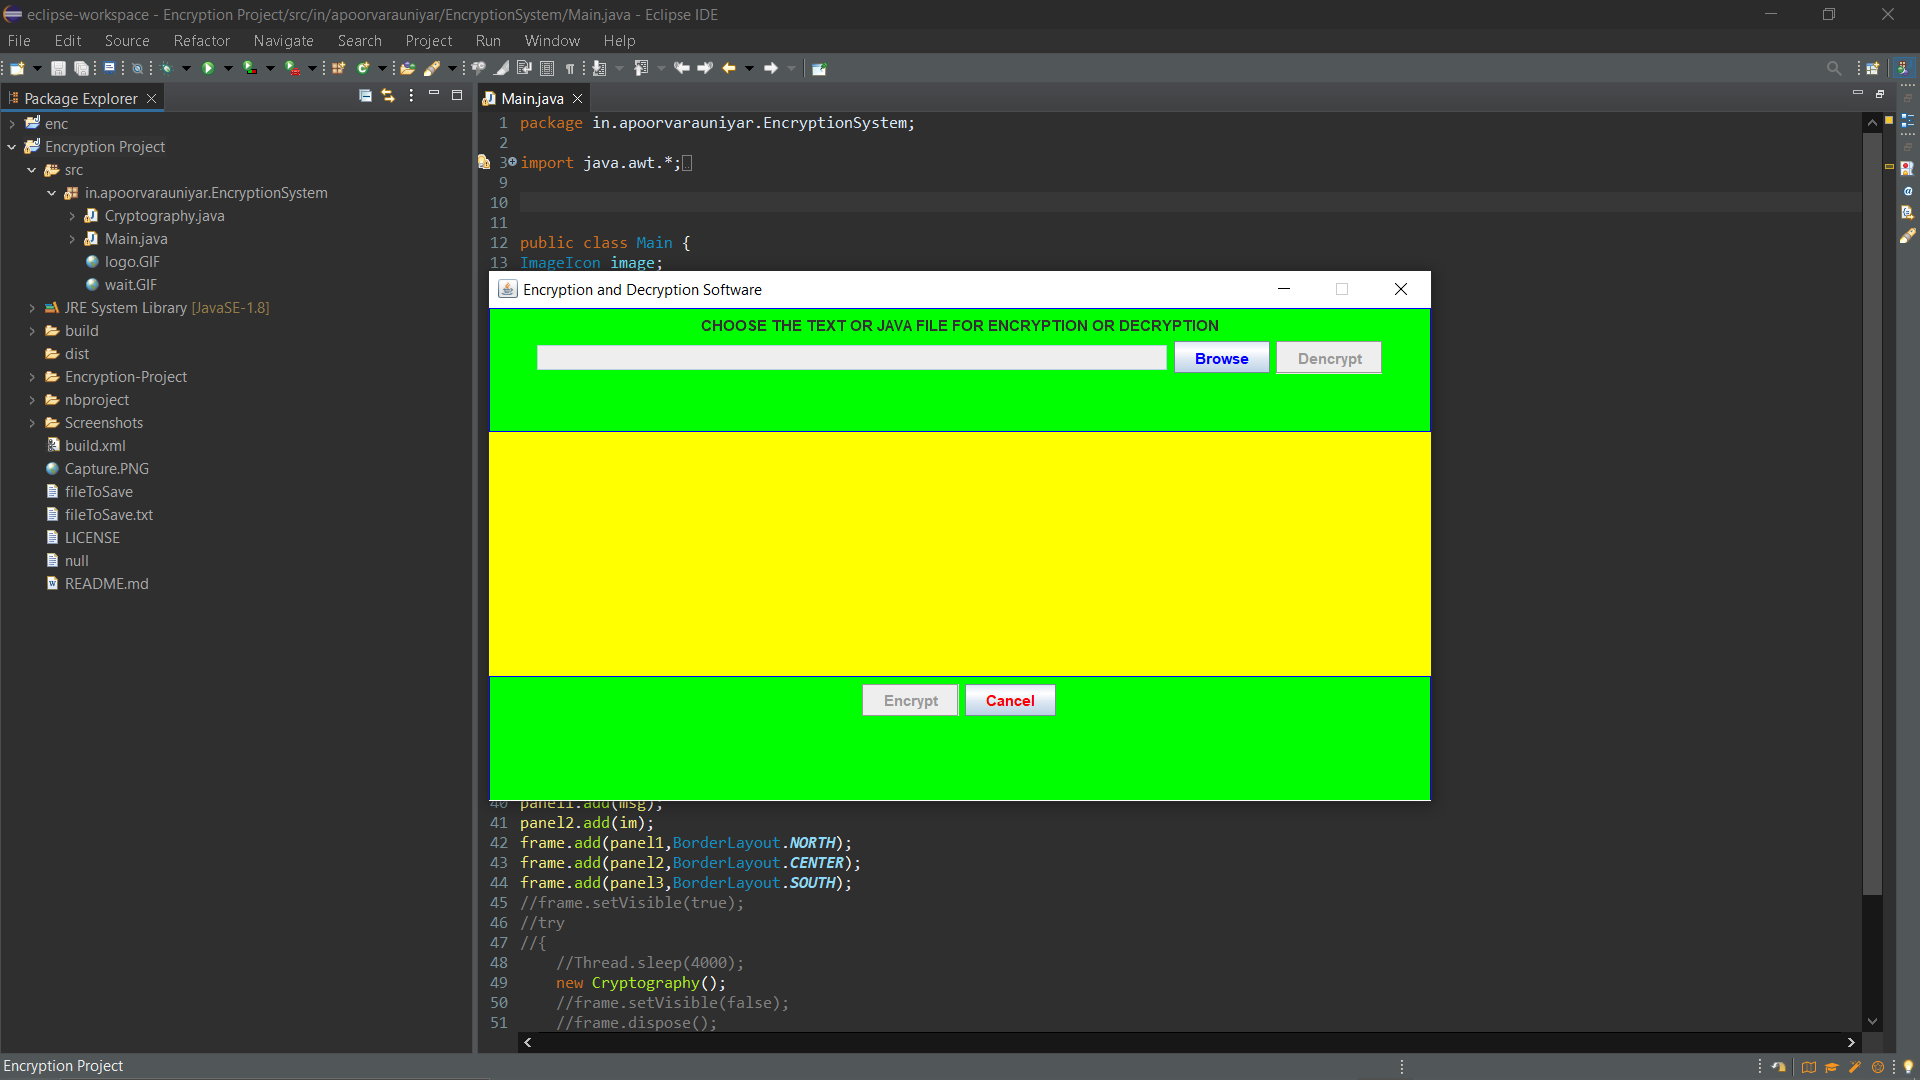 eclipse-workspace - Encryption Project/src/in/apoorvarauniyar/EncryptionSystem/Main.java - Eclipse IDE
File Edit Source Refactor Navigate Search Project Run Window Help
Package Explorer
enc
Encryption Project
src
in.apoorvarauniyar.EncryptionSystem
Cryptography.java
Main.java
logo.GIF
wait.GIF
JRE System Library [JavaSE-1.8]
build
dist
Encryption-Project
nbproject
Screenshots
build.xml
Capture.PNG
fileToSave
fileToSave.txt
LICENSE
null
README.md
Main.java
1 package in.apoorvarauniyar.EncryptionSystem;
2
3 import java.awt.*;
9
10
11
12 public class Main {
13 ImageIcon image;
Encryption and Decryption Software
CHOOSE THE TEXT OR JAVA FILE FOR ENCRYPTION OR DECRYPTION
Browse Dencrypt
Encrypt Cancel
40 panel1.add(msg);
41 panel2.add(im);
42 frame.add(panel1,BorderLayout.NORTH);
43 frame.add(panel2,BorderLayout.CENTER);
44 frame.add(panel3,BorderLayout.SOUTH);
45 //frame.setVisible(true);
46 //try
47 //{
48 //Thread.sleep(4000);
49 new Cryptography();
50 //frame.setVisible(false);
51 //frame.dispose();
Encryption Project